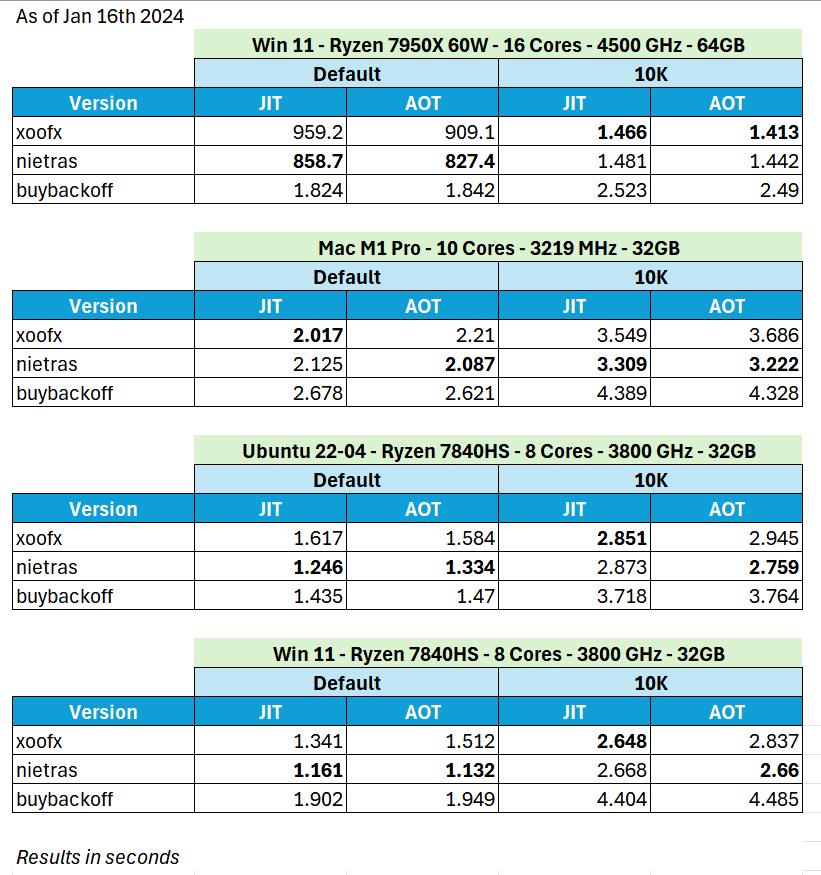 As of Jan 16th 2024
Win 11 - Ryzen 7950X 60W - 16 Cores - 4500 GHz - 64GB
Default 10K
Version JIT AOT JIT AOT
xoofx 959.2 909.1 1.466 1.413
nietras 858.7 827.4 1.481 1.442
buybackoff 1.824 1.842 2.523 2.49
Mac M1 Pro - 10 Cores - 3219 MHz - 32GB
Default 10K
Version JIT AOT JIT AOT
xoofx 2.017 2.21 3.549 3.686
nietras 2.125 2.087 3.309 3.222
buybackoff 2.678 2.621 4.389 4.328
Ubuntu 22-04 - Ryzen 7840HS - 8 Cores - 3800 GHz - 32GB
Default 10K
Version JIT AOT JIT AOT
xoofx 1.617 1.584 2.851 2.945
nietras 1.246 1.334 2.873 2.759
buybackoff 1.435 1.47 3.718 3.764
Win 11 - Ryzen 7840HS - 8 Cores - 3800 GHz - 32GB
Default 10K
Version JIT AOT JIT AOT
xoofx 1.341 1.512 2.648 2.837
nietras 1.161 1.132 2.668 2.66
buybackoff 1.902 1.949 4.404 4.485
Results in seconds